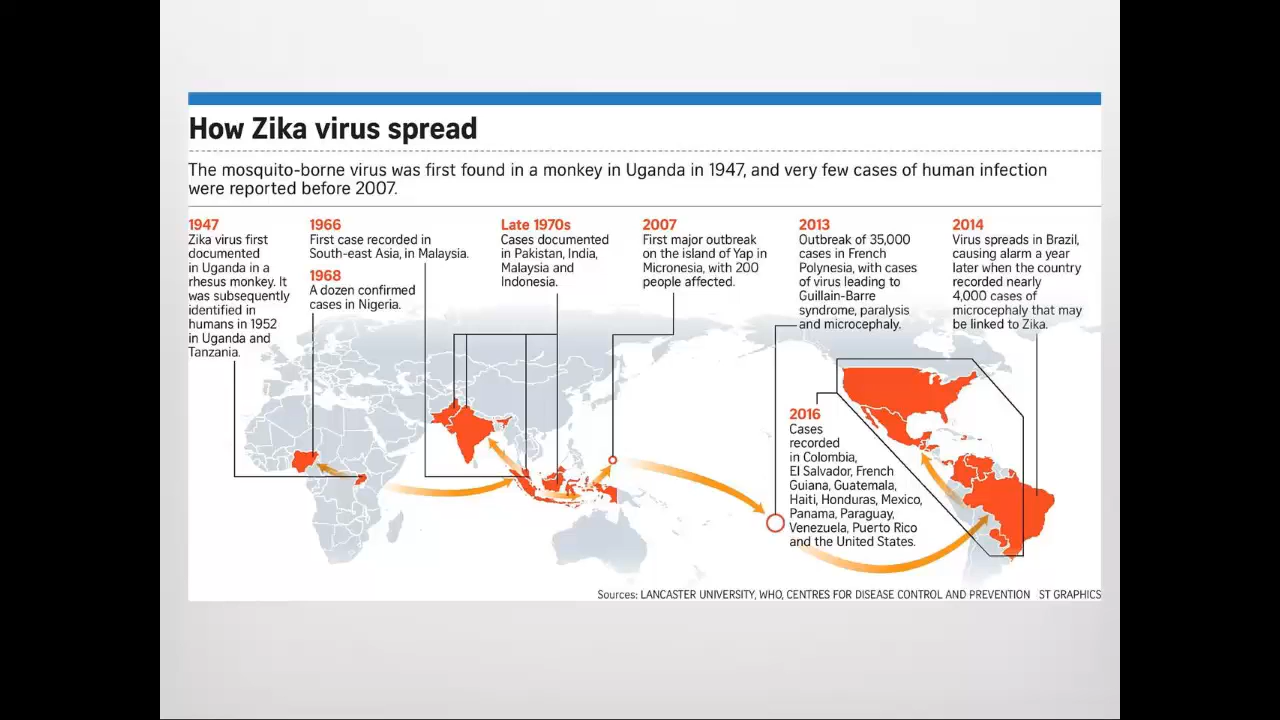 How Zika virus spread
The mosquito-borne virus was first found in a monkey in Uganda in 1947, and very few cases of human infection
were reported before 2007.
1947
Zika virus first
documented
in Uganda in a
rhesus monkey. It
was subsequently
identified in
humans in 1952
in Uganda and
Tanzania.
1966
First case recorded in
South-east Asia, in Malaysia.
1968
A dozen confirmed
cases in Nigeria.
Late 1970s
Cases documented
in Pakistan, India,
Malaysia and
Indonesia.
2007
First major outbreak
on the island of Yap in
Micronesia, with 200
people affected.
2013
Outbreak of 35,000
cases in French
Polynesia, with cases
of virus leading to
Guillain-Barre
syndrome, paralysis
and microcephaly.
2014
Virus spreads in Brazil,
causing alarm a year
later when the country
recorded nearly
4,000 cases of
microcephaly that may
be linked to Zika.
2016
Cases
recorded
in Colombia,
El Salvador, French
Guiana, Guatemala,
Haiti, Honduras, Mexico,
Panama, Paraguay,
Venezuela, Puerto Rico
and the United States.
Sources: LANCASTER UNIVERSITY, WHO, CENTRES FOR DISEASE CONTROL AND PREVENTION ST GRAPHICS